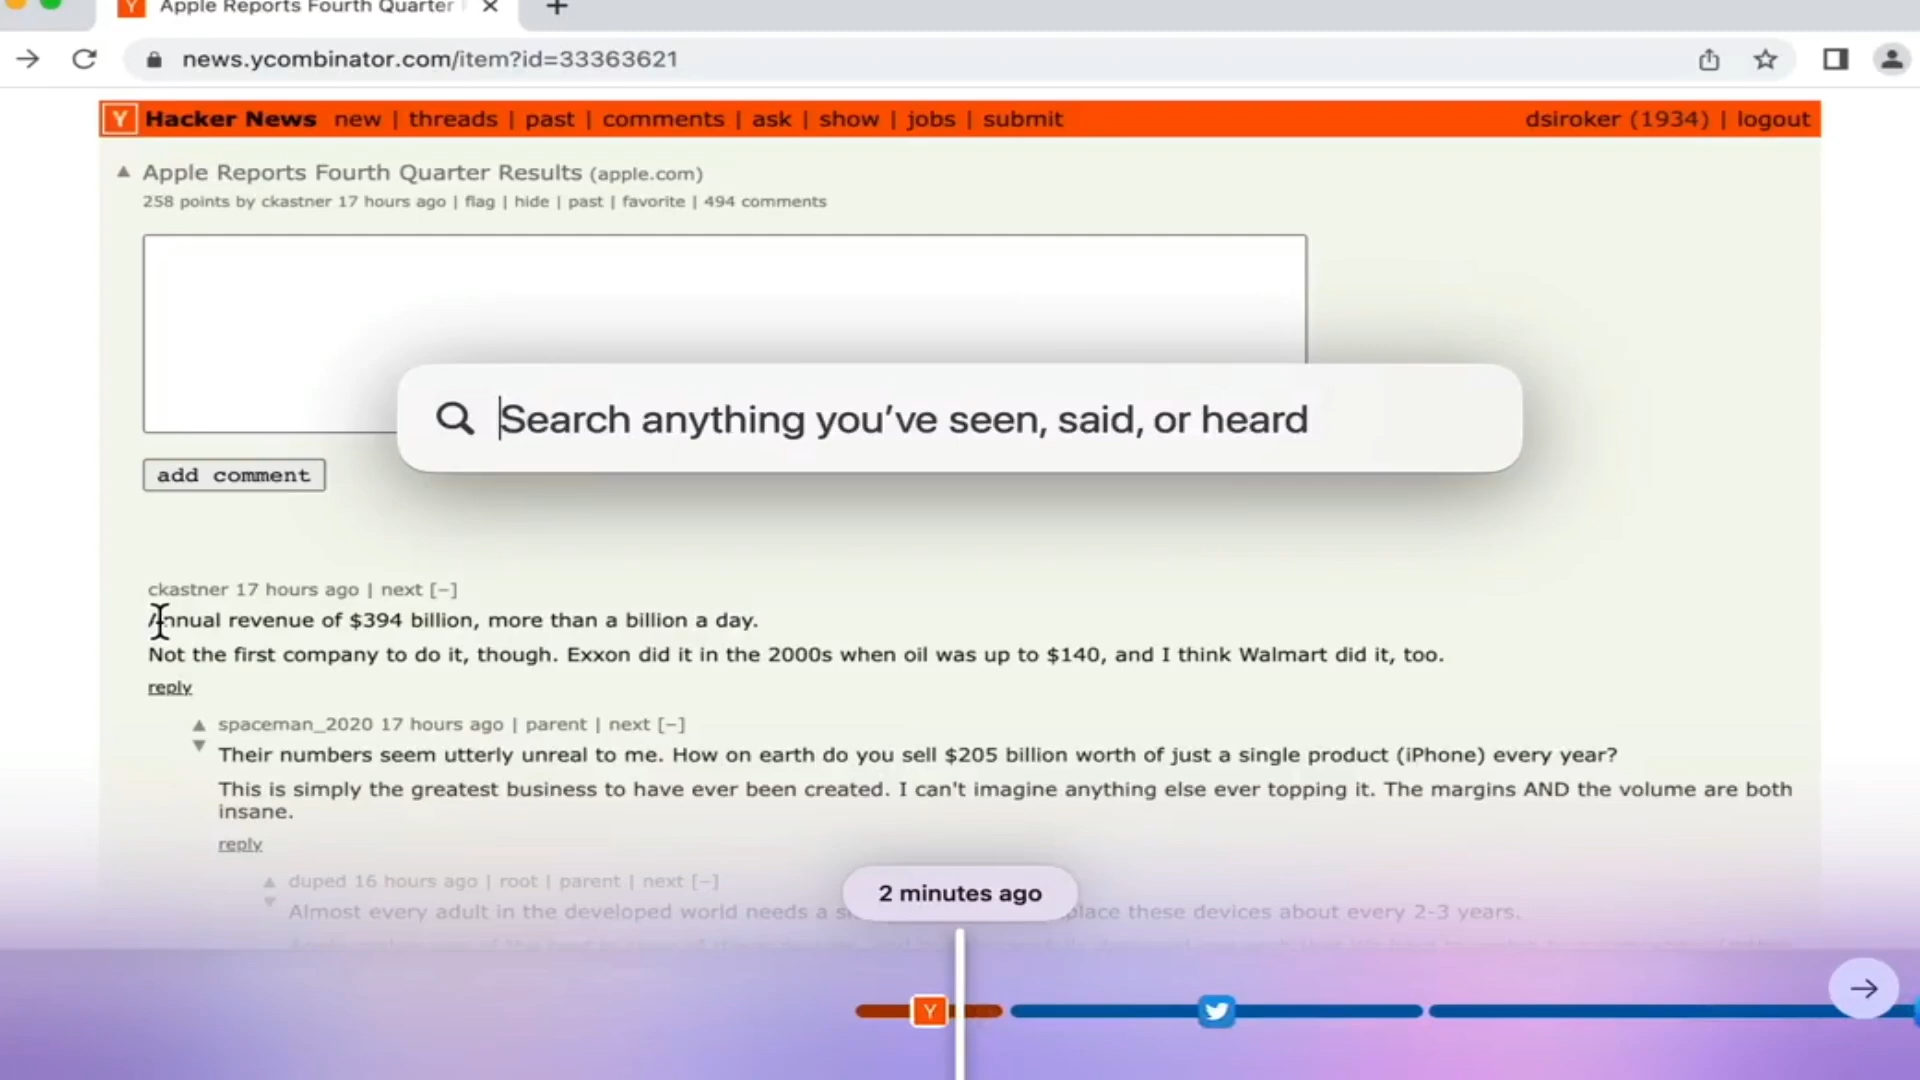 Apple Reports Fourth Quarter
news.ycombinator.com/item?id=33363621
Y Hacker News new | threads | past | comments | ask | show | jobs | submit dsiroker (1934) | logout
Apple Reports Fourth Quarter Results (apple.com)
258 points by ckastner 17 hours ago | flag | hide | past | favorite | 494 comments
Search anything you've seen, said, or heard
add comment
ckastner 17 hours ago | next [–]
Annual revenue of $394 billion, more than a billion a day.
Not the first company to do it, though. Exxon did it in the 2000s when oil was up to $140, and I think Walmart did it, too.
reply
spaceman_2020 17 hours ago | parent | next [–]
Their numbers seem utterly unreal to me. How on earth do you sell $205 billion worth of just a single product (iPhone) every year?
This is simply the greatest business to have ever been created. I can't imagine anything else ever topping it. The margins AND the volume are both
insane.
reply
duped 16 hours ago | root | parent | next [–]
Almost every adult in the developed world needs a these devices about every 2-3 years.
2 minutes ago
Y